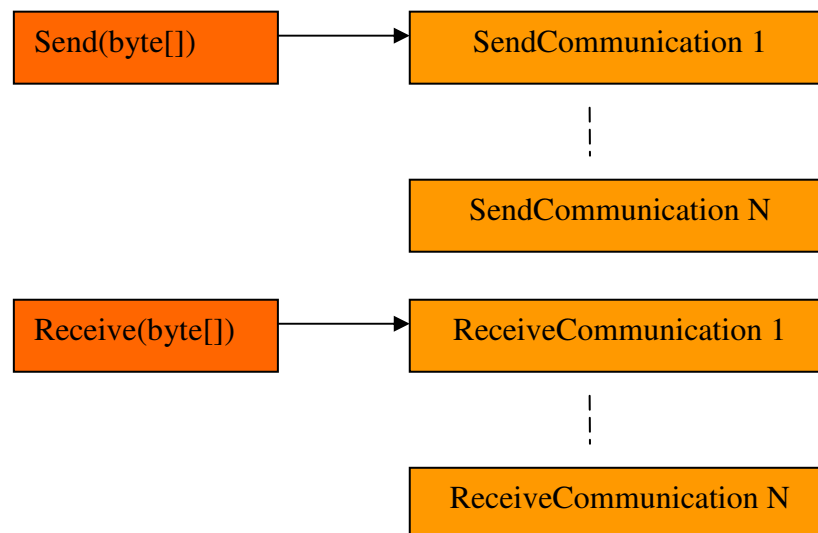 Send(byte[])
SendCommunication 1
SendCommunication N
Receive(byte[])
ReceiveCommunication 1
ReceiveCommunication N